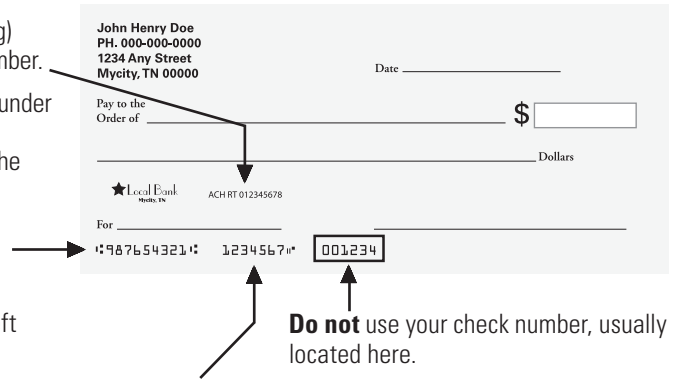 g)
mber.
under
he
ft
John Henry Doe
PH. 000-000-0000
1234 Any Street
Mycity, TN 00000
Date
Pay to the
Order of
$
Dollars
Local Bank
Mycity, TN
ACH RT 012345678
For
⑆987654321⑆ 1234567⑈ 001234
Do not use your check number, usually
located here.